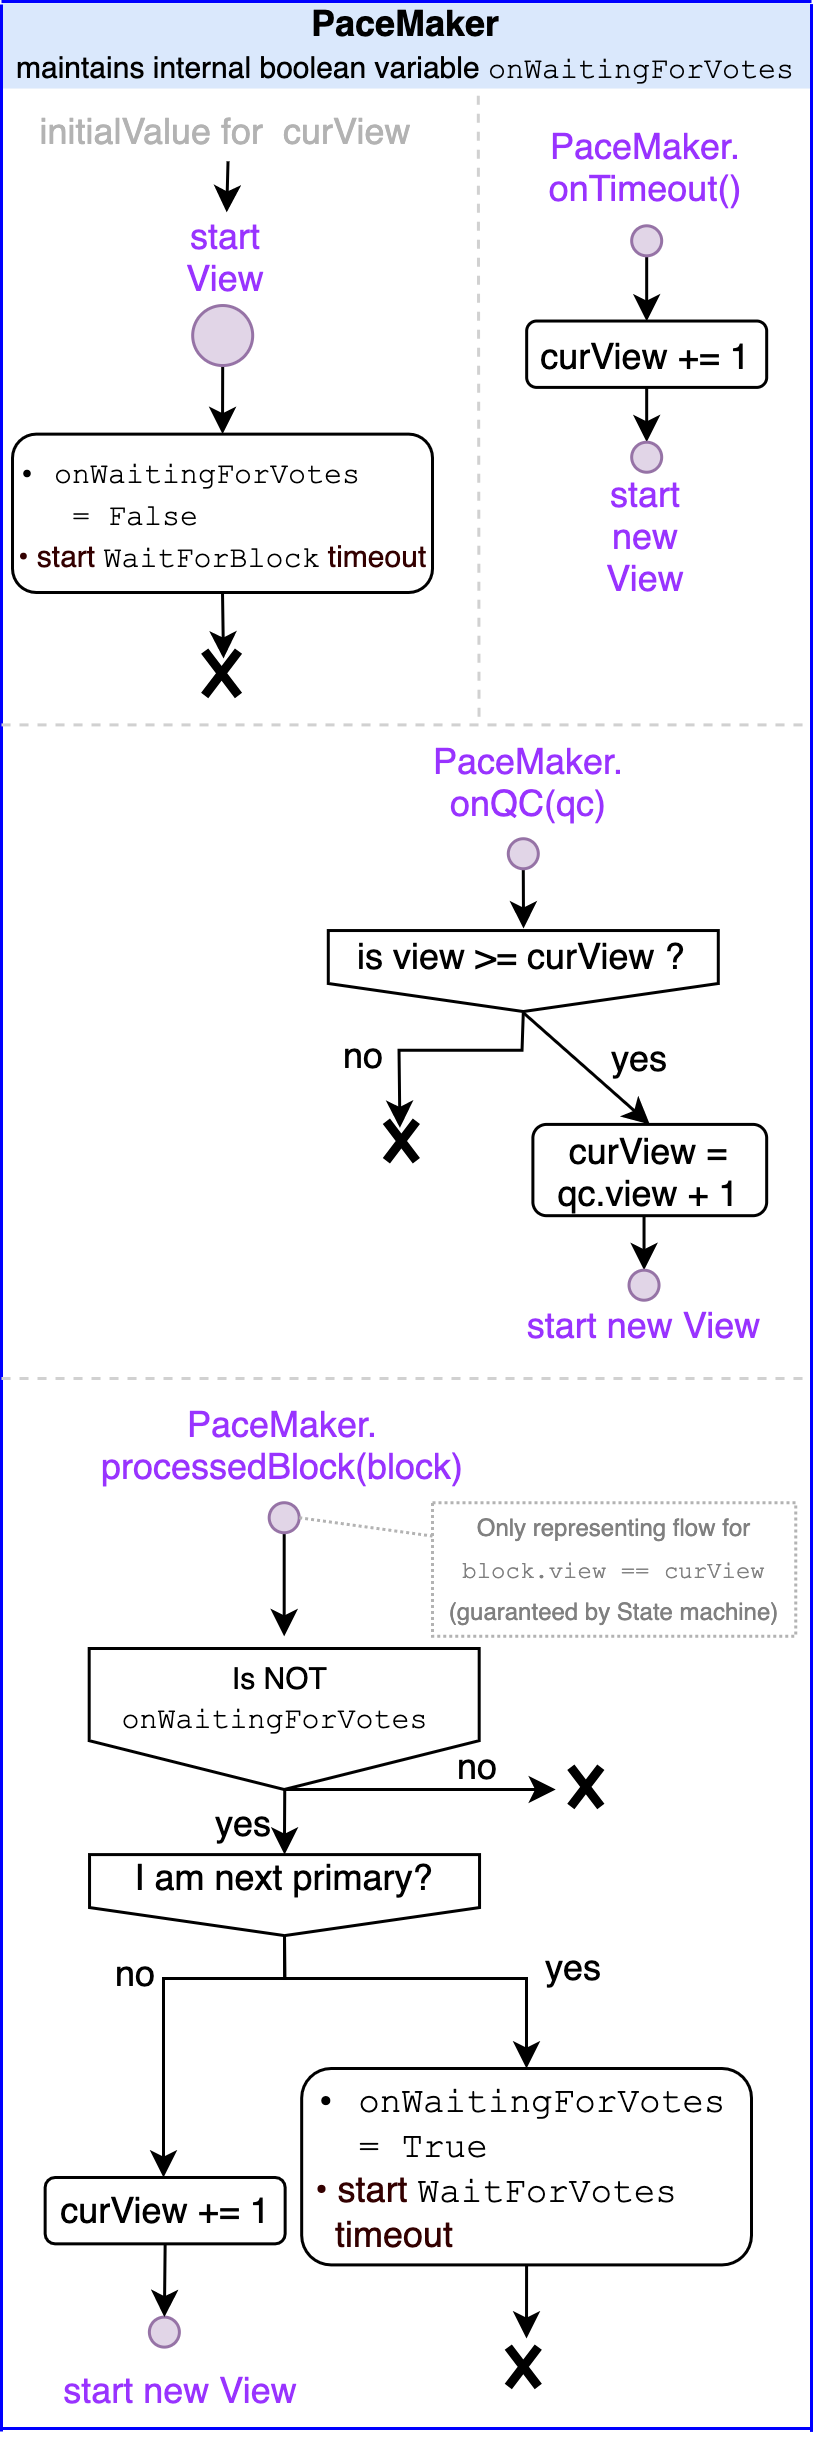 PaceMaker
maintains internal boolean variable onWaitingForVotes
initialValue for curView
start
View
• onWaitingForVotes
= False
• start WaitForBlock timeout
PaceMaker.
onTimeout()
curView += 1
start
new
View
PaceMaker.
onQC(qc)
is view >= curView ?
no
yes
curView =
qc.view + 1
start new View
PaceMaker.
processedBlock(block)
Only representing flow for
block.view == curView
(guaranteed by State machine)
Is NOT
onWaitingForVotes
no
yes
I am next primary?
no
yes
curView += 1
start new View
• onWaitingForVotes
= True
• start WaitForVotes
timeout